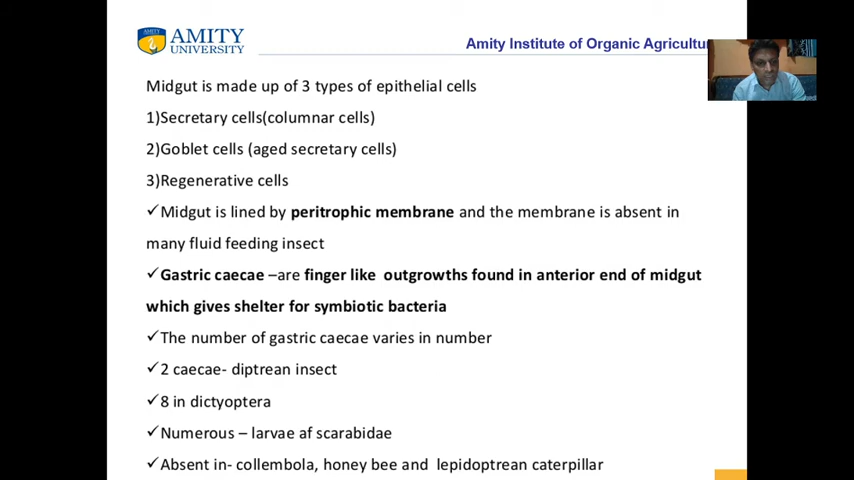 AMITY
AMITY
UNIVERSITY
Amity Institute of Organic Agricultu
Midgut is made up of 3 types of epithelial cells
1)Secretary cells(columnar cells)
2)Goblet cells (aged secretary cells)
3)Regenerative cells
✓Midgut is lined by peritrophic membrane and the membrane is absent in
many fluid feeding insect
✓Gastric caecae –are finger like outgrowths found in anterior end of midgut
which gives shelter for symbiotic bacteria
✓The number of gastric caecae varies in number
✓2 caecae- diptrean insect
✓8 in dictyoptera
✓Numerous – larvae af scarabidae
✓Absent in- collembola, honey bee and lepidoptrean caterpillar